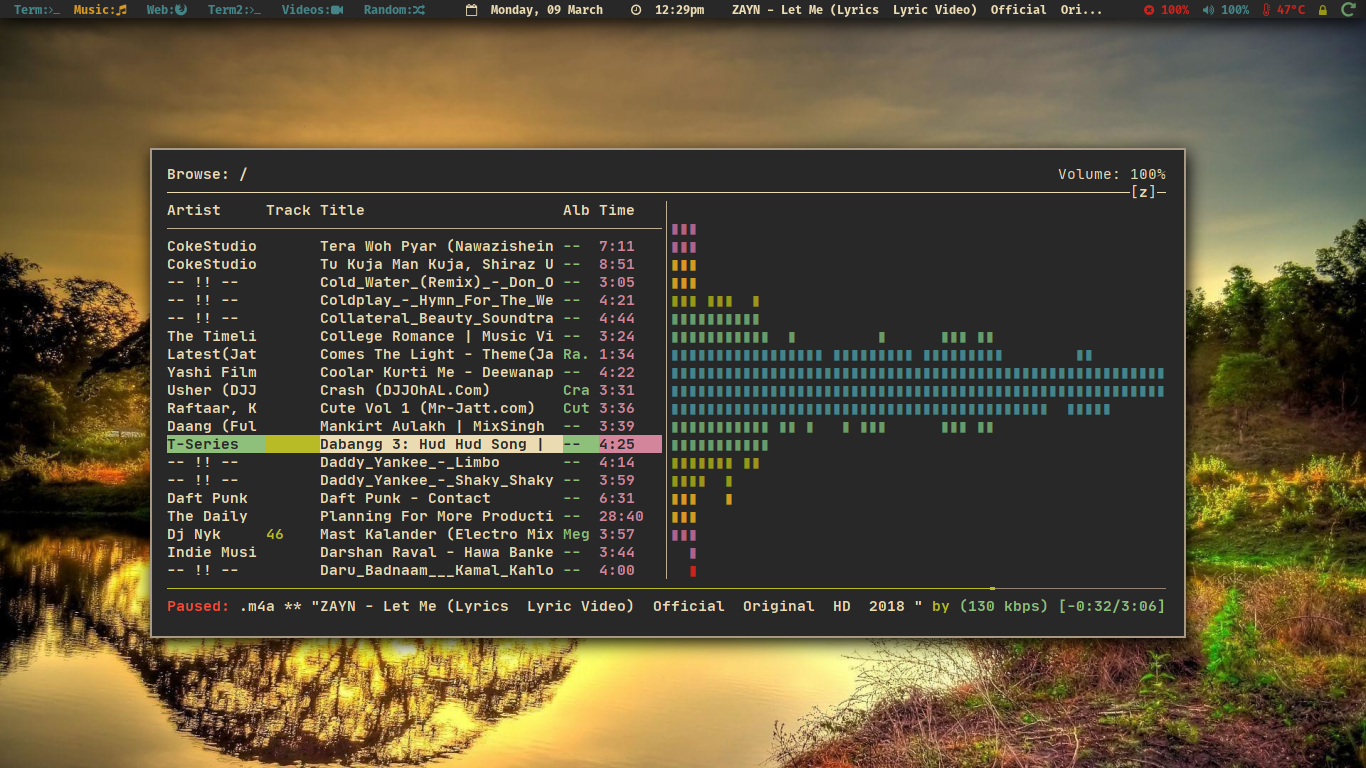 Term:>_ Music: Web: Term2:>_ Videos: Random: Monday, 09 March 12:29pm ZAYN - Let Me (Lyrics  Lyric Video)  Official  Ori... 100% 100% 47°C
Browse: / Volume: 100%
[z]
Artist Track Title Alb Time
CokeStudio Tera Woh Pyar (Nawazishein -- 7:11
CokeStudio Tu Kuja Man Kuja, Shiraz U -- 8:51
-- !! -- Cold_Water_(Remix)_-_Don_O -- 3:05
-- !! -- Coldplay_-_Hymn_For_The_We -- 4:21
-- !! -- Collateral_Beauty_Soundtra -- 4:44
The Timeli College Romance | Music Vi -- 3:24
Latest(Jat Comes The Light - Theme(Ja Ra. 1:34
Yashi Film Coolar Kurti Me - Deewanap -- 4:22
Usher (DJJ Crash (DJJOhAL.Com) Cra 3:31
Raftaar, K Cute Vol 1 (Mr-Jatt.com) Cut 3:36
Daang (Ful Mankirt Aulakh | MixSingh -- 3:39
T-Series Dabangg 3: Hud Hud Song | -- 4:25
-- !! -- Daddy_Yankee_-_Limbo -- 4:14
-- !! -- Daddy_Yankee_-_Shaky_Shaky -- 3:59
Daft Punk Daft Punk - Contact -- 6:31
The Daily Planning For More Producti -- 28:40
Dj Nyk 46 Mast Kalander (Electro Mix Meg 3:57
Indie Musi Darshan Raval - Hawa Banke -- 3:44
-- !! -- Daru_Badnaam___Kamal_Kahlo -- 4:00
Paused: .m4a ** "ZAYN - Let Me (Lyrics  Lyric Video)  Official  Original  HD  2018 " by (130 kbps) [-0:32/3:06]